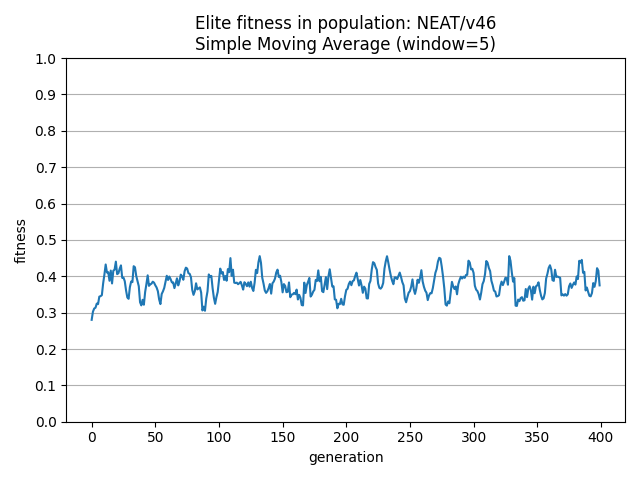 Elite fitness in population: NEAT/v46
Simple Moving Average (window=5)
1.0
0.9
0.8
0.7
0.6
0.5
0.4
0.3
0.2
0.1
0.0
fitness
0 50 100 150 200 250 300 350 400
generation